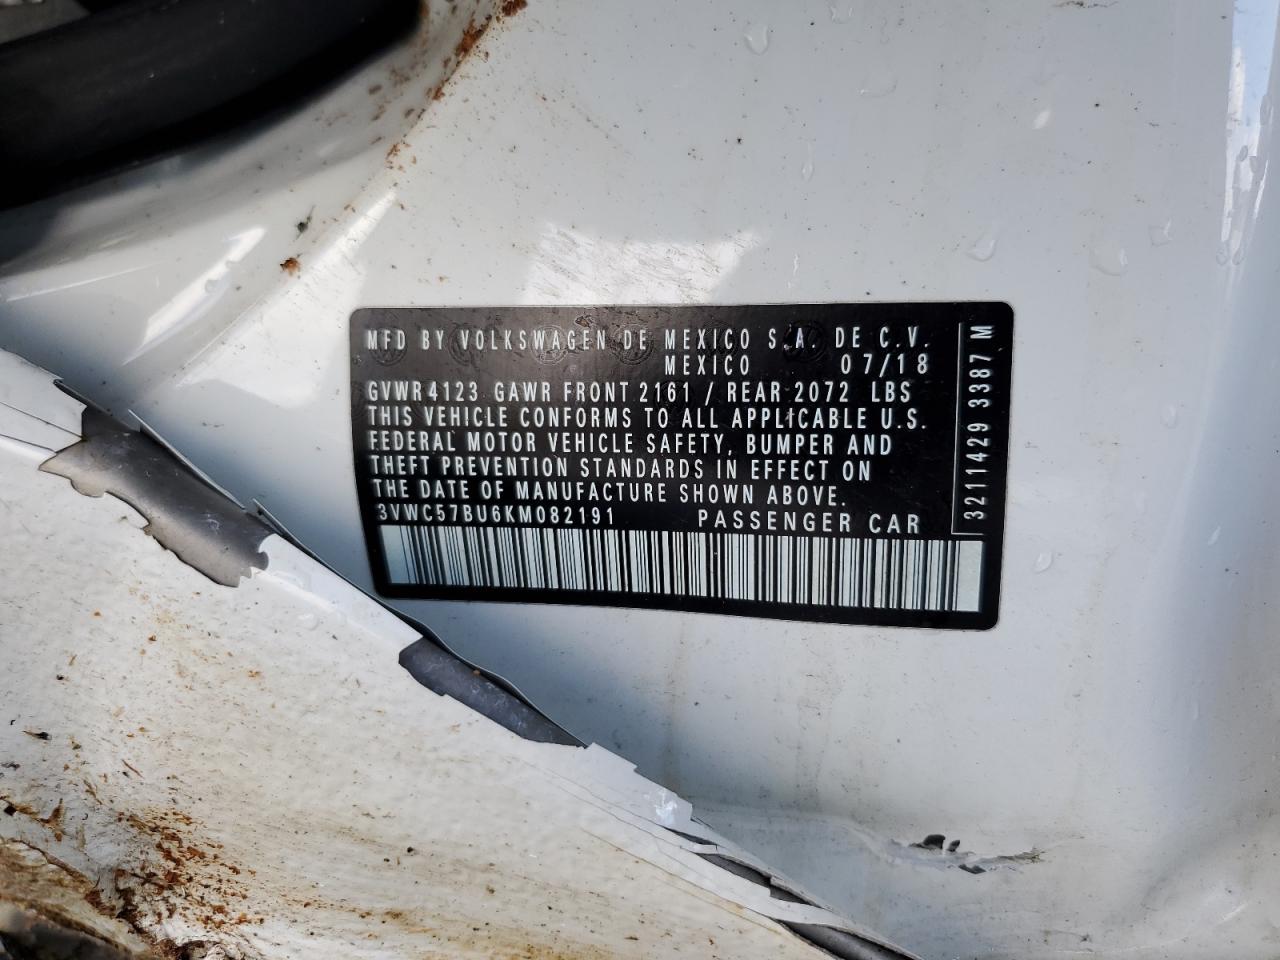 MFD BY VOLKSWAGEN DE MEXICO S.A. DE C.V.
MEXICO 07/18
GVWR 4123 GAWR FRONT 2161 / REAR 2072 LBS
THIS VEHICLE CONFORMS TO ALL APPLICABLE U.S.
FEDERAL MOTOR VEHICLE SAFETY, BUMPER AND
THEFT PREVENTION STANDARDS IN EFFECT ON
THE DATE OF MANUFACTURE SHOWN ABOVE.
3VWC57BU6KM082191 PASSENGER CAR
3211429 3387 M